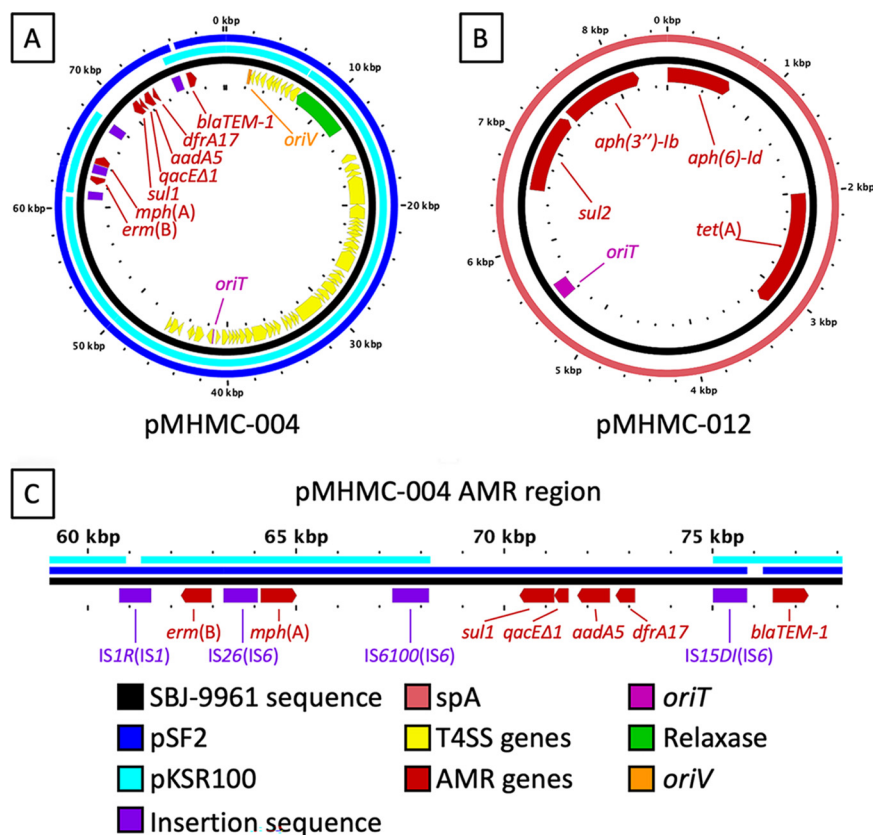 A
0 kbp
10 kbp
20 kbp
30 kbp
40 kbp
50 kbp
60 kbp
70 kbp
blaTEM-1
dfrA17
aadA5
qacEΔ1
sul1
mph(A)
erm(B)
oriV
oriT
pMHMC-004
B
0 kbp
1 kbp
2 kbp
3 kbp
4 kbp
5 kbp
6 kbp
7 kbp
8 kbp
aph(3’’)-Ib
aph(6)-Id
sul2
tet(A)
oriT
pMHMC-012
C
pMHMC-004 AMR region
60 kbp 65 kbp 70 kbp 75 kbp
erm(B) mph(A) sul1 qacEΔ1 aadA5 dfrA17 blaTEM-1
IS1R(IS1) IS26(IS6) IS6100(IS6) IS15DI(IS6)
SBJ-9961 sequence spA oriT
pSF2 T4SS genes Relaxase
pKSR100 AMR genes oriV
Insertion sequence